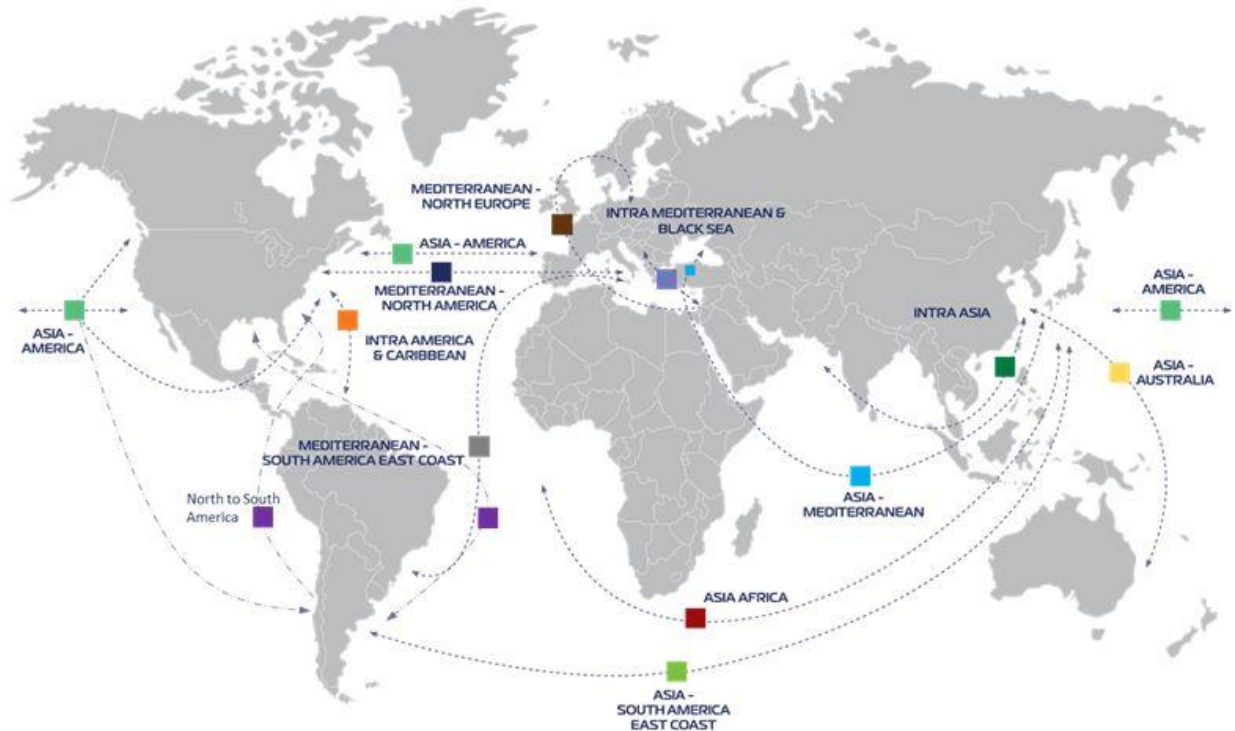 MEDITERRANEAN -
NORTH EUROPE
INTRA MEDITERRANEAN &
BLACK SEA
ASIA - AMERICA
MEDITERRANEAN -
NORTH AMERICA
ASIA -
AMERICA
INTRA AMERICA
& CARIBBEAN
INTRA ASIA
ASIA -
AMERICA
ASIA -
AUSTRALIA
MEDITERRANEAN -
SOUTH AMERICA EAST COAST
North to South
America
ASIA -
MEDITERRANEAN
ASIA AFRICA
ASIA -
SOUTH AMERICA
EAST COAST